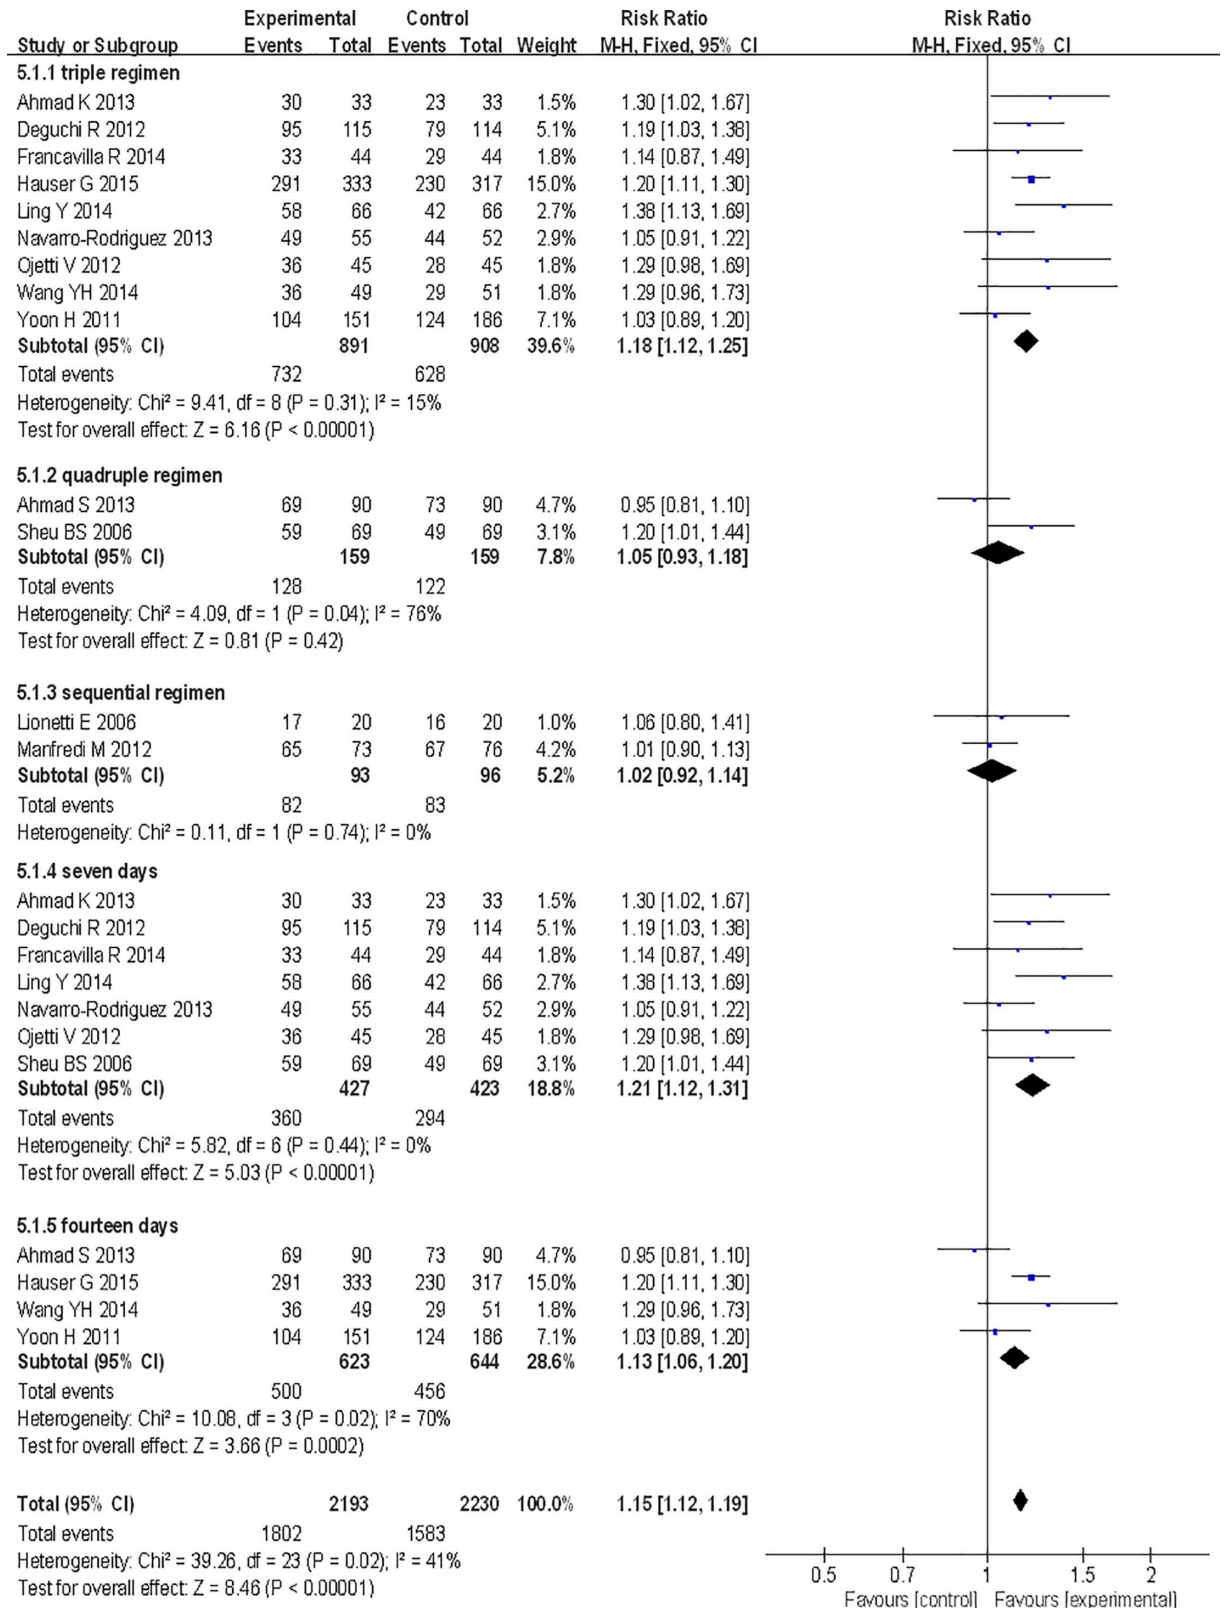 Experimental Control Risk Ratio Risk Ratio
Study or Subgroup Events Total Events Total Weight M-H, Fixed, 95% CI M-H, Fixed, 95% CI
5.1.1 triple regimen
Ahmad K 2013 30 33 23 33 1.5% 1.30 [1.02, 1.67]
Deguchi R 2012 95 115 79 114 5.1% 1.19 [1.03, 1.38]
Francavilla R 2014 33 44 29 44 1.8% 1.14 [0.87, 1.49]
Hauser G 2015 291 333 230 317 15.0% 1.20 [1.11, 1.30]
Ling Y 2014 58 66 42 66 2.7% 1.38 [1.13, 1.69]
Navarro-Rodriguez 2013 49 55 44 52 2.9% 1.05 [0.91, 1.22]
Ojetti V 2012 36 45 28 45 1.8% 1.29 [0.98, 1.69]
Wang YH 2014 36 49 29 51 1.8% 1.29 [0.96, 1.73]
Yoon H 2011 104 151 124 186 7.1% 1.03 [0.89, 1.20]
Subtotal (95% CI) 891 908 39.6% 1.18 [1.12, 1.25]
Total events 732 628
Heterogeneity: Chi² = 9.41, df = 8 (P = 0.31); I² = 15%
Test for overall effect: Z = 6.16 (P < 0.00001)
5.1.2 quadruple regimen
Ahmad S 2013 69 90 73 90 4.7% 0.95 [0.81, 1.10]
Sheu BS 2006 59 69 49 69 3.1% 1.20 [1.01, 1.44]
Subtotal (95% CI) 159 159 7.8% 1.05 [0.93, 1.18]
Total events 128 122
Heterogeneity: Chi² = 4.09, df = 1 (P = 0.04); I² = 76%
Test for overall effect: Z = 0.81 (P = 0.42)
5.1.3 sequential regimen
Lionetti E 2006 17 20 16 20 1.0% 1.06 [0.80, 1.41]
Manfredi M 2012 65 73 67 76 4.2% 1.01 [0.90, 1.13]
Subtotal (95% CI) 93 96 5.2% 1.02 [0.92, 1.14]
Total events 82 83
Heterogeneity: Chi² = 0.11, df = 1 (P = 0.74); I² = 0%
5.1.4 seven days
Ahmad K 2013 30 33 23 33 1.5% 1.30 [1.02, 1.67]
Deguchi R 2012 95 115 79 114 5.1% 1.19 [1.03, 1.38]
Francavilla R 2014 33 44 29 44 1.8% 1.14 [0.87, 1.49]
Ling Y 2014 58 66 42 66 2.7% 1.38 [1.13, 1.69]
Navarro-Rodriguez 2013 49 55 44 52 2.9% 1.05 [0.91, 1.22]
Ojetti V 2012 36 45 28 45 1.8% 1.29 [0.98, 1.69]
Sheu BS 2006 59 69 49 69 3.1% 1.20 [1.01, 1.44]
Subtotal (95% CI) 427 423 18.8% 1.21 [1.12, 1.31]
Total events 360 294
Heterogeneity: Chi² = 5.82, df = 6 (P = 0.44); I² = 0%
Test for overall effect: Z = 5.03 (P < 0.00001)
5.1.5 fourteen days
Ahmad S 2013 69 90 73 90 4.7% 0.95 [0.81, 1.10]
Hauser G 2015 291 333 230 317 15.0% 1.20 [1.11, 1.30]
Wang YH 2014 36 49 29 51 1.8% 1.29 [0.96, 1.73]
Yoon H 2011 104 151 124 186 7.1% 1.03 [0.89, 1.20]
Subtotal (95% CI) 623 644 28.6% 1.13 [1.06, 1.20]
Total events 500 456
Heterogeneity: Chi² = 10.08, df = 3 (P = 0.02); I² = 70%
Test for overall effect: Z = 3.66 (P = 0.0002)
Total (95% CI) 2193 2230 100.0% 1.15 [1.12, 1.19]
Total events 1802 1583
Heterogeneity: Chi² = 39.26, df = 23 (P = 0.02); I² = 41%
Test for overall effect: Z = 8.46 (P < 0.00001)
0.5 0.7 1 1.5 2
Favours [control] Favours [experimental]